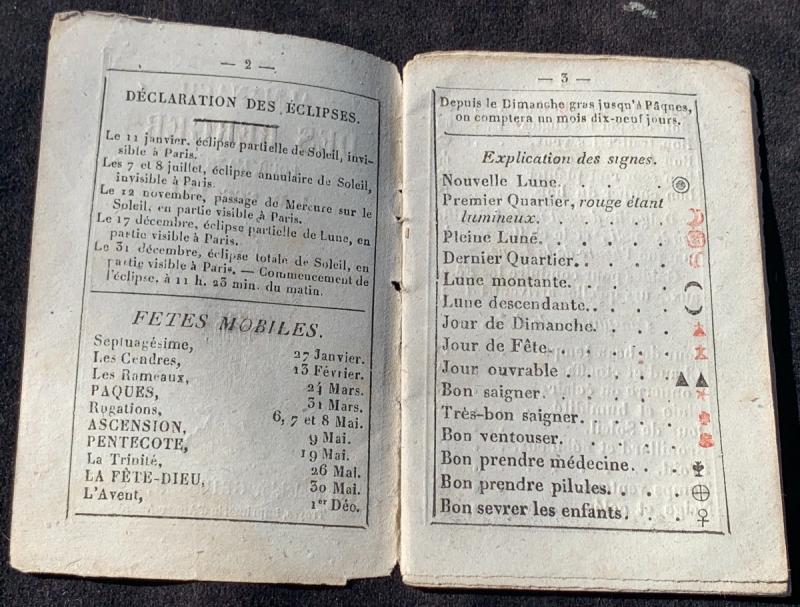 — 2 —
DÉCLARATION DES ÉCLIPSES.
Le 11 janvier, éclipse partielle de Soleil, invi-
sible à Paris.
Les 7 et 8 juillet, éclipse annulaire du Soleil,
invisible à Paris.
Le 12 novembre, passage de Mercure sur le
Soleil, en partie visible à Paris.
Le 17 décembre, éclipse partielle de Lune, en
partie visible à Paris.
Le 31 décembre, éclipse totale de Soleil, en
partie visible à Paris. — Commencement de
l'éclipse, à 11 h. 23 min. du matin.
FETES MOBILES.
Septuagésime, 27 Janvier.
Les Cendres, 13 Février.
Les Rameaux, 24 Mars.
PAQUES, 31 Mars.
Rogations, 6, 7 et 8 Mai.
ASCENSION, 9 Mai.
PENTECOTE, 19 Mai.
La Trinité, 26 Mai.
LA FÊTE-DIEU, 30 Mai.
L'Avent, 1er Déc.
— 3 —
Depuis le Dimanche gras jusqu'à Pâques,
on comptera un mois dix-neuf jours.
Explication des signes.
Nouvelle Lune. . . .
Premier Quartier, rouge étant
lumineux. . . . . .
Pleine Lune. . . . .
Dernier Quartier. . . . .
Lune montante. . . . .
Lune descendante. . . . .
Jour de Dimanche. . . . .
Jour de Fête. . . . .
Jour ouvrable . . ▲ ▲
Bon saigner. . . . .
Très-bon saigner. . . . .
Bon ventouser. . . . .
Bon prendre médecine. . . .
Bon prendre pilules. . . . ⊕
Bon sevrer les enfants. . . . ♀